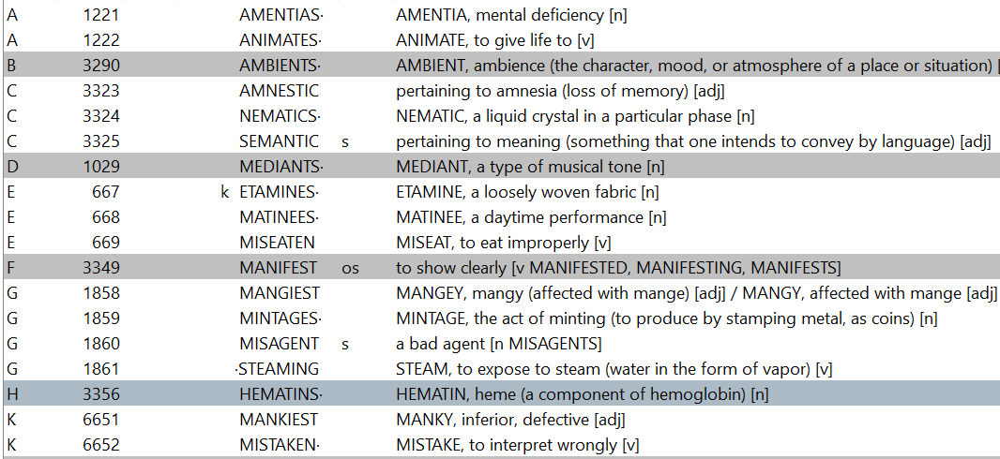 A 1221 AMENTIAS· AMENTIA, mental deficiency [n]
A 1222 ANIMATES· ANIMATE, to give life to [v]
B 3290 AMBIENTS· AMBIENT, ambience (the character, mood, or atmosphere of a place or situation) [
C 3323 AMNESTIC pertaining to amnesia (loss of memory) [adj]
C 3324 NEMATICS· NEMATIC, a liquid crystal in a particular phase [n]
C 3325 SEMANTIC s pertaining to meaning (something that one intends to convey by language) [adj]
D 1029 MEDIANTS· MEDIANT, a type of musical tone [n]
E 667 k ETAMINES· ETAMINE, a loosely woven fabric [n]
E 668 MATINEES· MATINEE, a daytime performance [n]
E 669 MISEATEN MISEAT, to eat improperly [v]
F 3349 MANIFEST os to show clearly [v MANIFESTED, MANIFESTING, MANIFESTS]
G 1858 MANGIEST MANGEY, mangy (affected with mange) [adj] / MANGY, affected with mange [adj]
G 1859 MINTAGES· MINTAGE, the act of minting (to produce by stamping metal, as coins) [n]
G 1860 MISAGENT s a bad agent [n MISAGENTS]
G 1861 ·STEAMING STEAM, to expose to steam (water in the form of vapor) [v]
H 3356 HEMATINS· HEMATIN, heme (a component of hemoglobin) [n]
K 6651 MANKIEST MANKY, inferior, defective [adj]
K 6652 MISTAKEN· MISTAKE, to interpret wrongly [v]